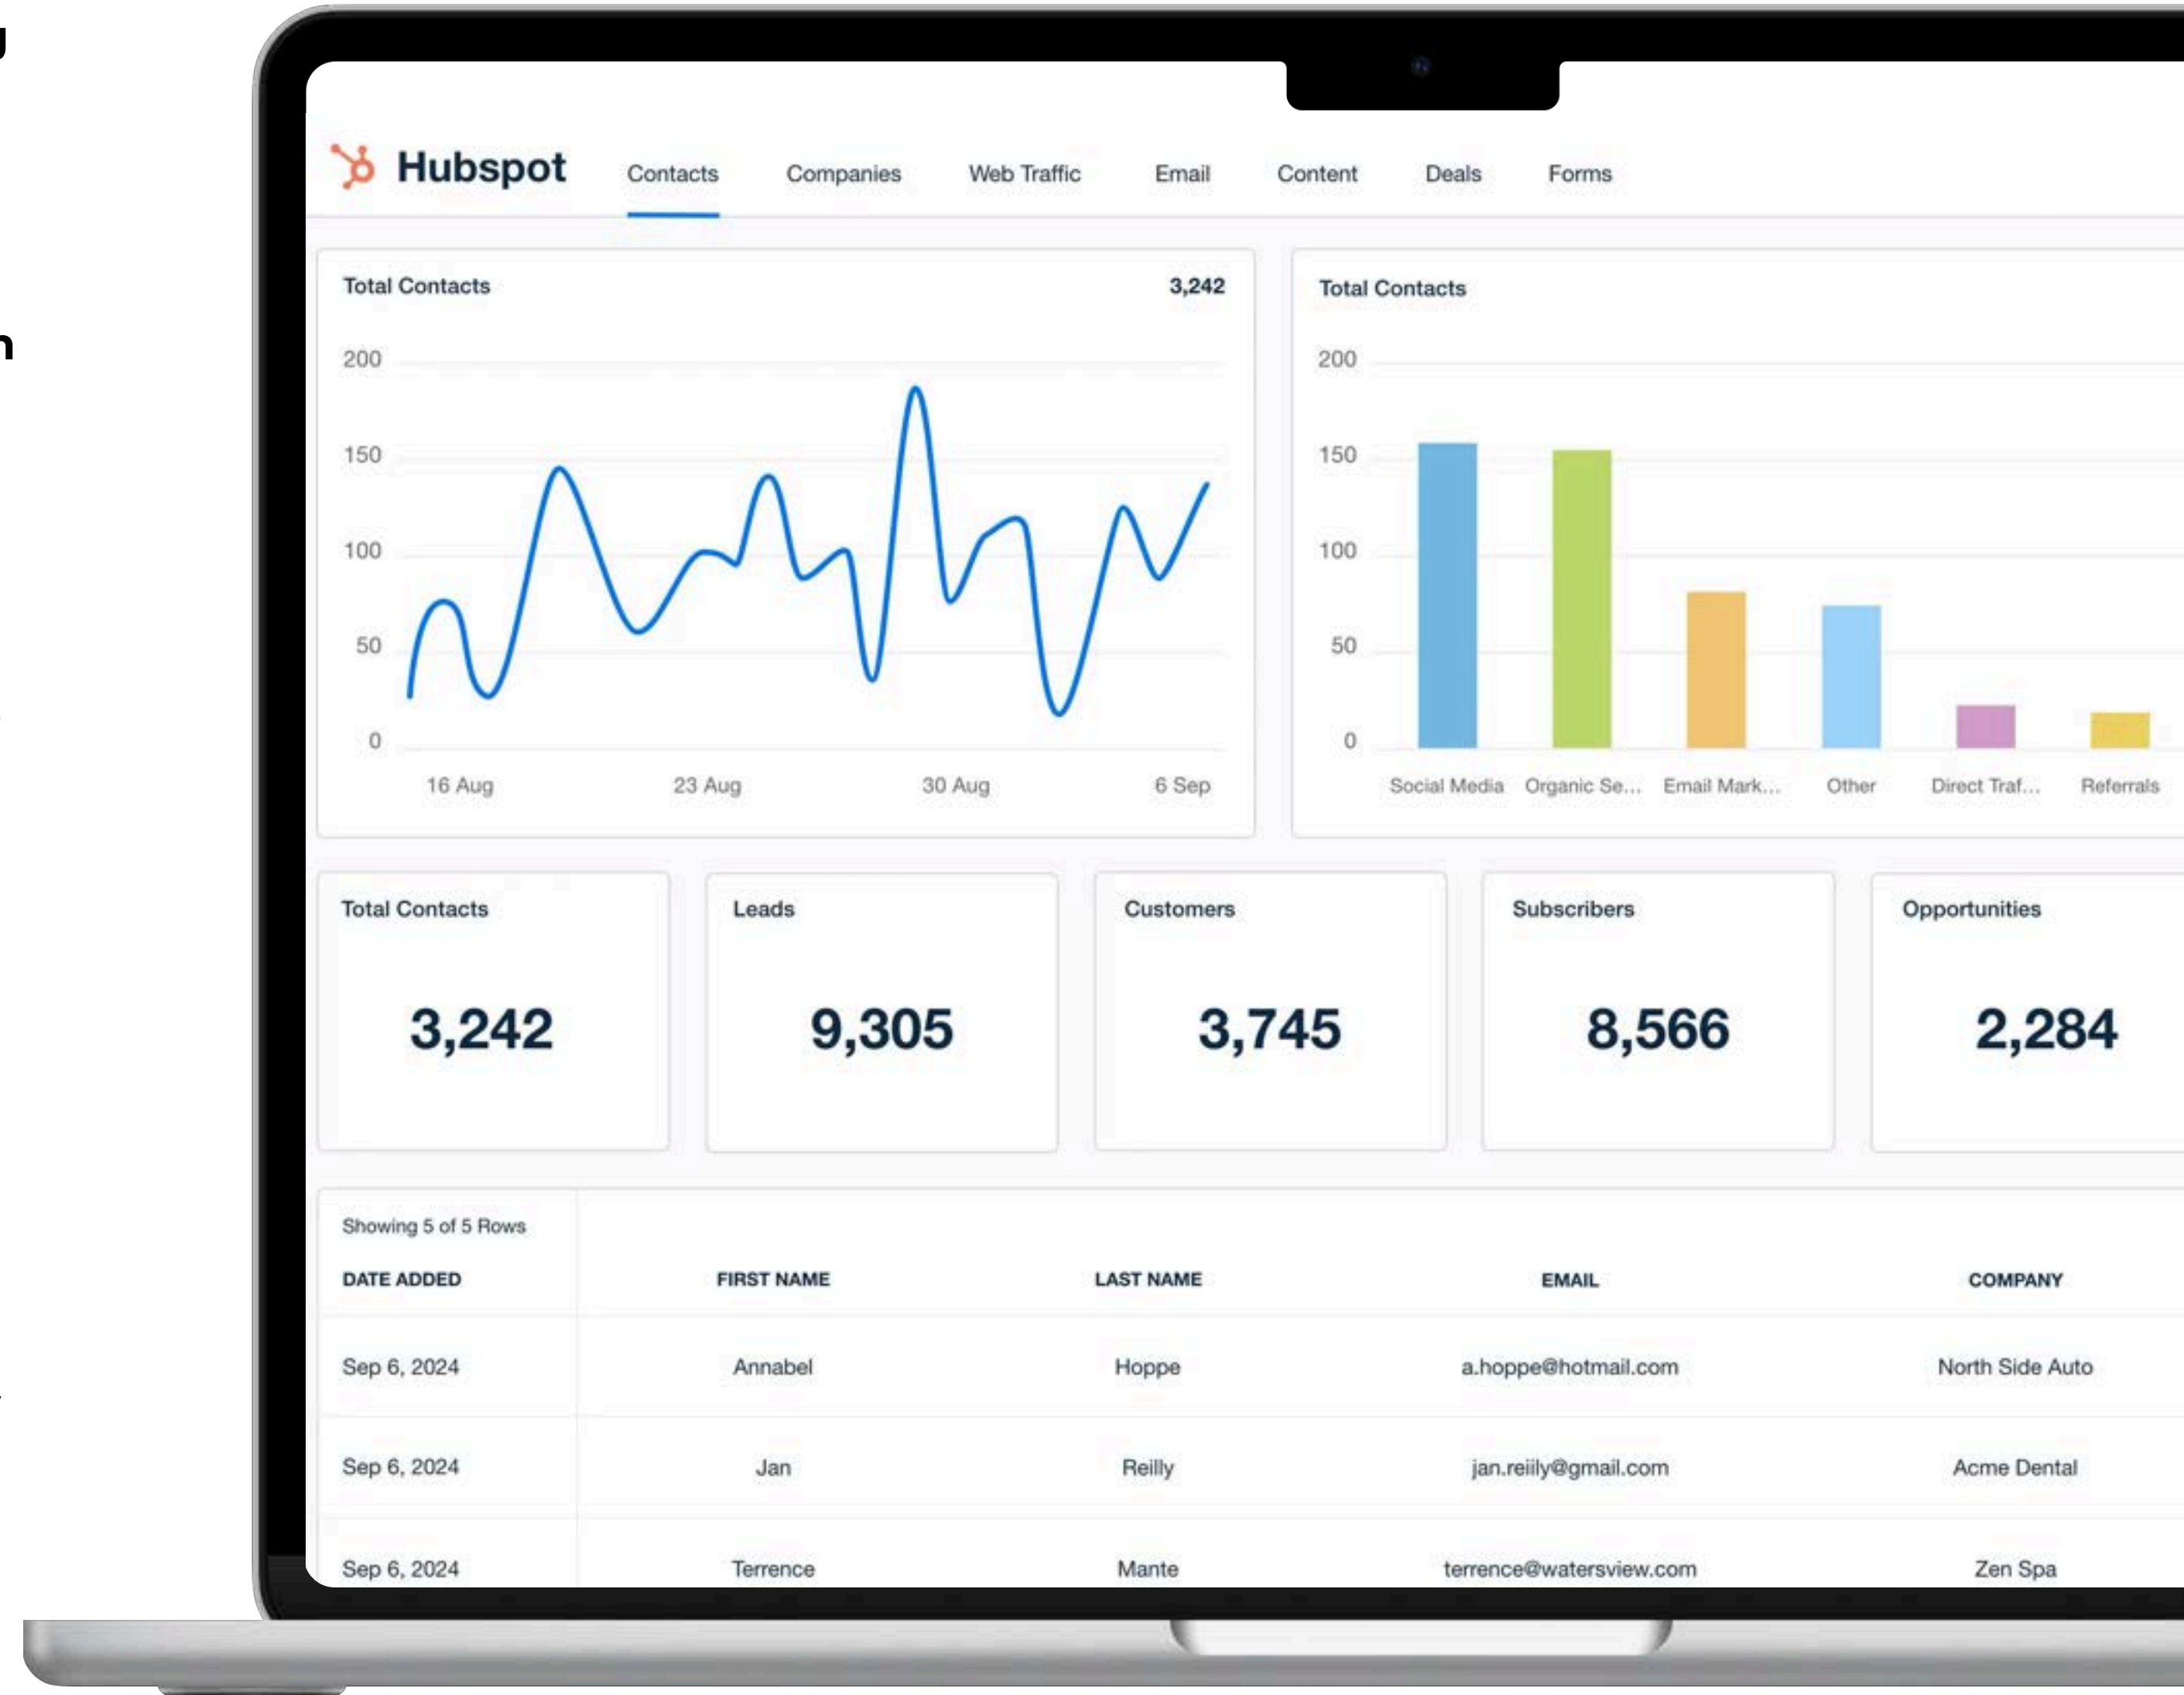 g
n
Hubspot Contacts Companies Web Traffic Email Content Deals Forms
Total Contacts 3,242
200
150
100
50
0
16 Aug 23 Aug 30 Aug 6 Sep
Total Contacts
200
150
100
50
0
Social Media Organic Se... Email Mark... Other Direct Traf... Referrals
Total Contacts
3,242
Leads
9,305
Customers
3,745
Subscribers
8,566
Opportunities
2,284
Showing 5 of 5 Rows
DATE ADDED FIRST NAME LAST NAME EMAIL COMPANY
Sep 6, 2024 Annabel Hoppe a.hoppe@hotmail.com North Side Auto
Sep 6, 2024 Jan Reilly jan.reiily@gmail.com Acme Dental
Sep 6, 2024 Terrence Mante terrence@watersview.com Zen Spa